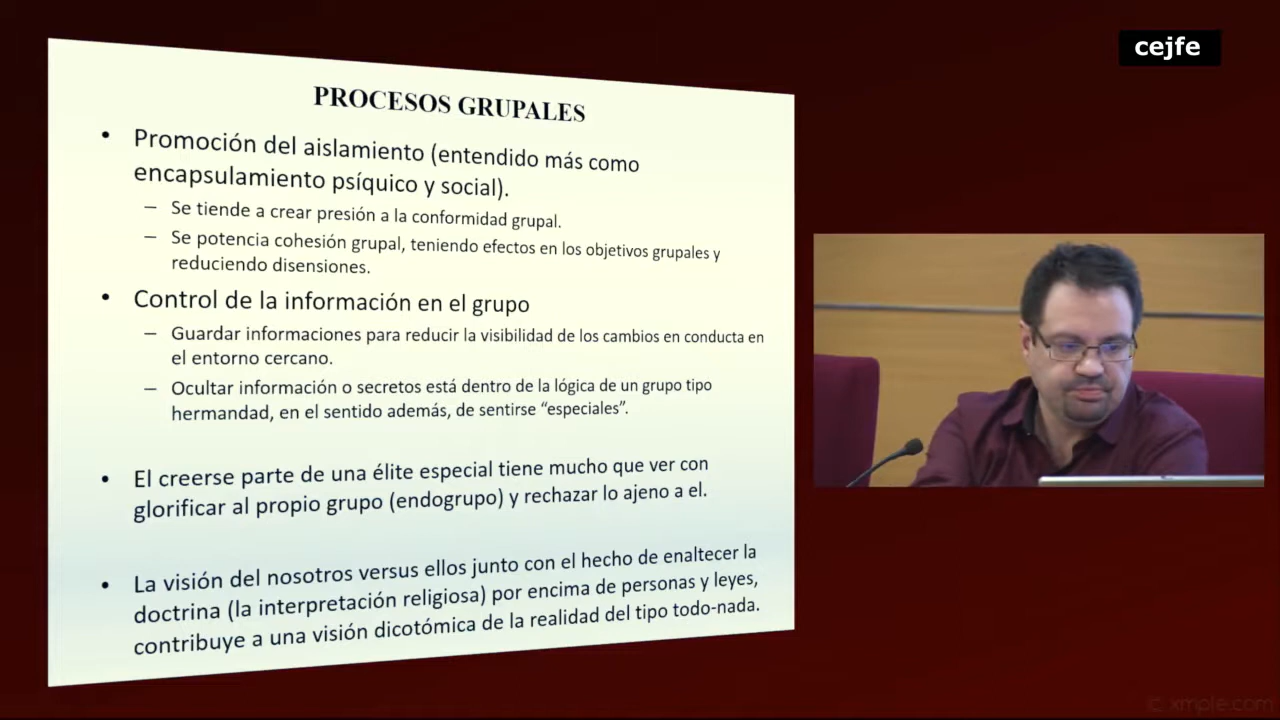 cejfe
PROCESOS GRUPALES
• Promoción del aislamiento (entendido más como
encapsulamiento psíquico y social).
– Se tiende a crear presión a la conformidad grupal.
– Se potencia cohesión grupal, teniendo efectos en los objetivos grupales y
reduciendo disensiones.
• Control de la información en el grupo
– Guardar informaciones para reducir la visibilidad de los cambios en conducta en
el entorno cercano.
– Ocultar información o secretos está dentro de la lógica de un grupo tipo
hermandad, en el sentido además, de sentirse “especiales”.
• El creerse parte de una élite especial tiene mucho que ver con
glorificar al propio grupo (endogrupo) y rechazar lo ajeno a el.
• La visión del nosotros versus ellos junto con el hecho de enaltecer la
doctrina (la interpretación religiosa) por encima de personas y leyes,
contribuye a una visión dicotómica de la realidad del tipo todo-nada.
© xmple.com